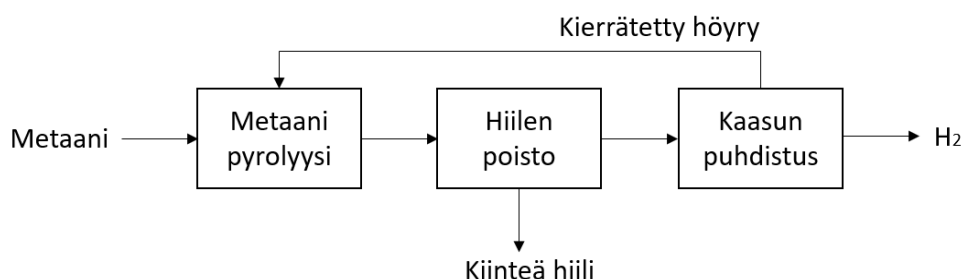 Kierrätetty höyry
Metaani
Metaani
pyrolyysi
Hiilen
poisto
Kaasun
puhdistus
H2
Kiinteä hiili